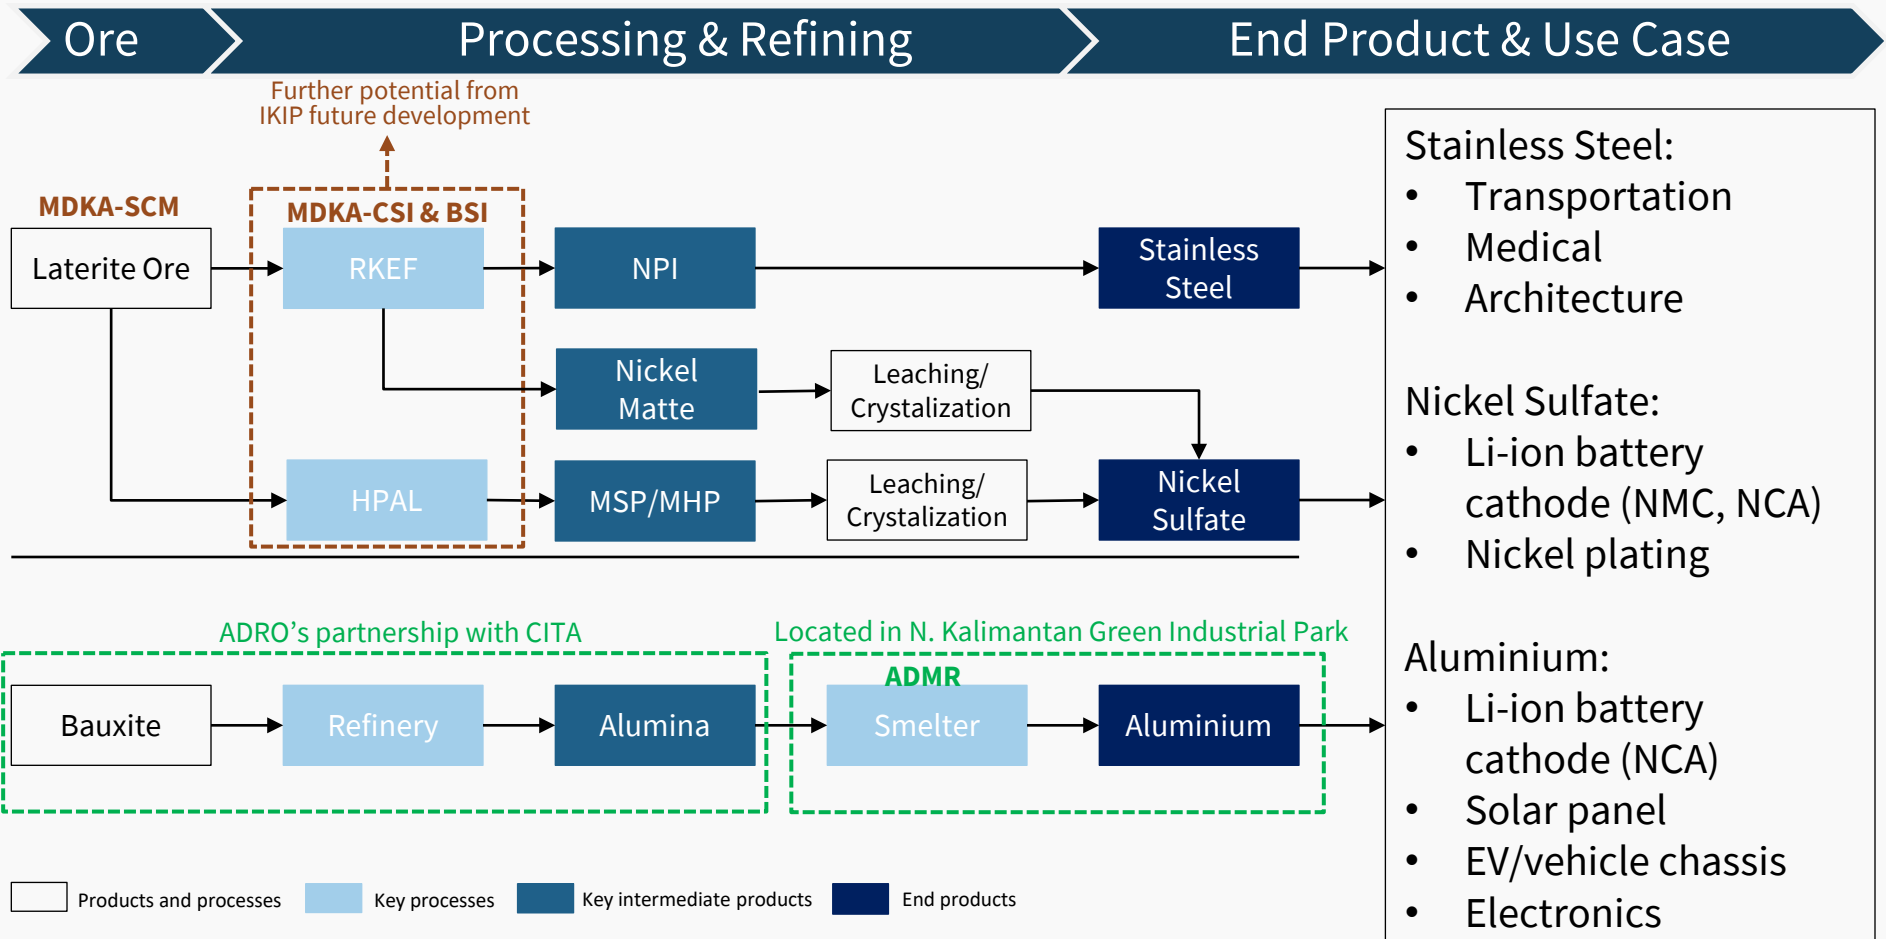 Ore
Processing & Refining
End Product & Use Case
Further potential from
IKIP future development
MDKA-SCM
MDKA-CSI & BSI
Laterite Ore
RKEF
NPI
Stainless
Steel
Nickel
Matte
Leaching/
Crystalization
HPAL
MSP/MHP
Leaching/
Crystalization
Nickel
Sulfate
ADRO’s partnership with CITA
Located in N. Kalimantan Green Industrial Park
ADMR
Bauxite
Refinery
Alumina
Smelter
Aluminium
Stainless Steel:
• Transportation
• Medical
• Architecture
Nickel Sulfate:
• Li-ion battery
cathode (NMC, NCA)
• Nickel plating
Aluminium:
• Li-ion battery
cathode (NCA)
• Solar panel
• EV/vehicle chassis
• Electronics
Products and processes
Key processes
Key intermediate products
End products